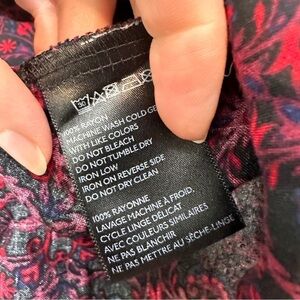 100% RAYON
MACHINE WASH COLD GE
WITH LIKE COLORS
DO NOT BLEACH
DO NOT TUMBLE DRY
IRON LOW
IRON ON REVERSE SIDE
DO NOT DRY CLEAN
100% RAYONNE
LAVAGE MACHINE À FROID,
CYCLE LINGE DÉLICAT
AVEC COULEURS SIMILAIRES
NE PAS BLANCHIR
NE PAS METTRE AU SÈCHE-LINGE